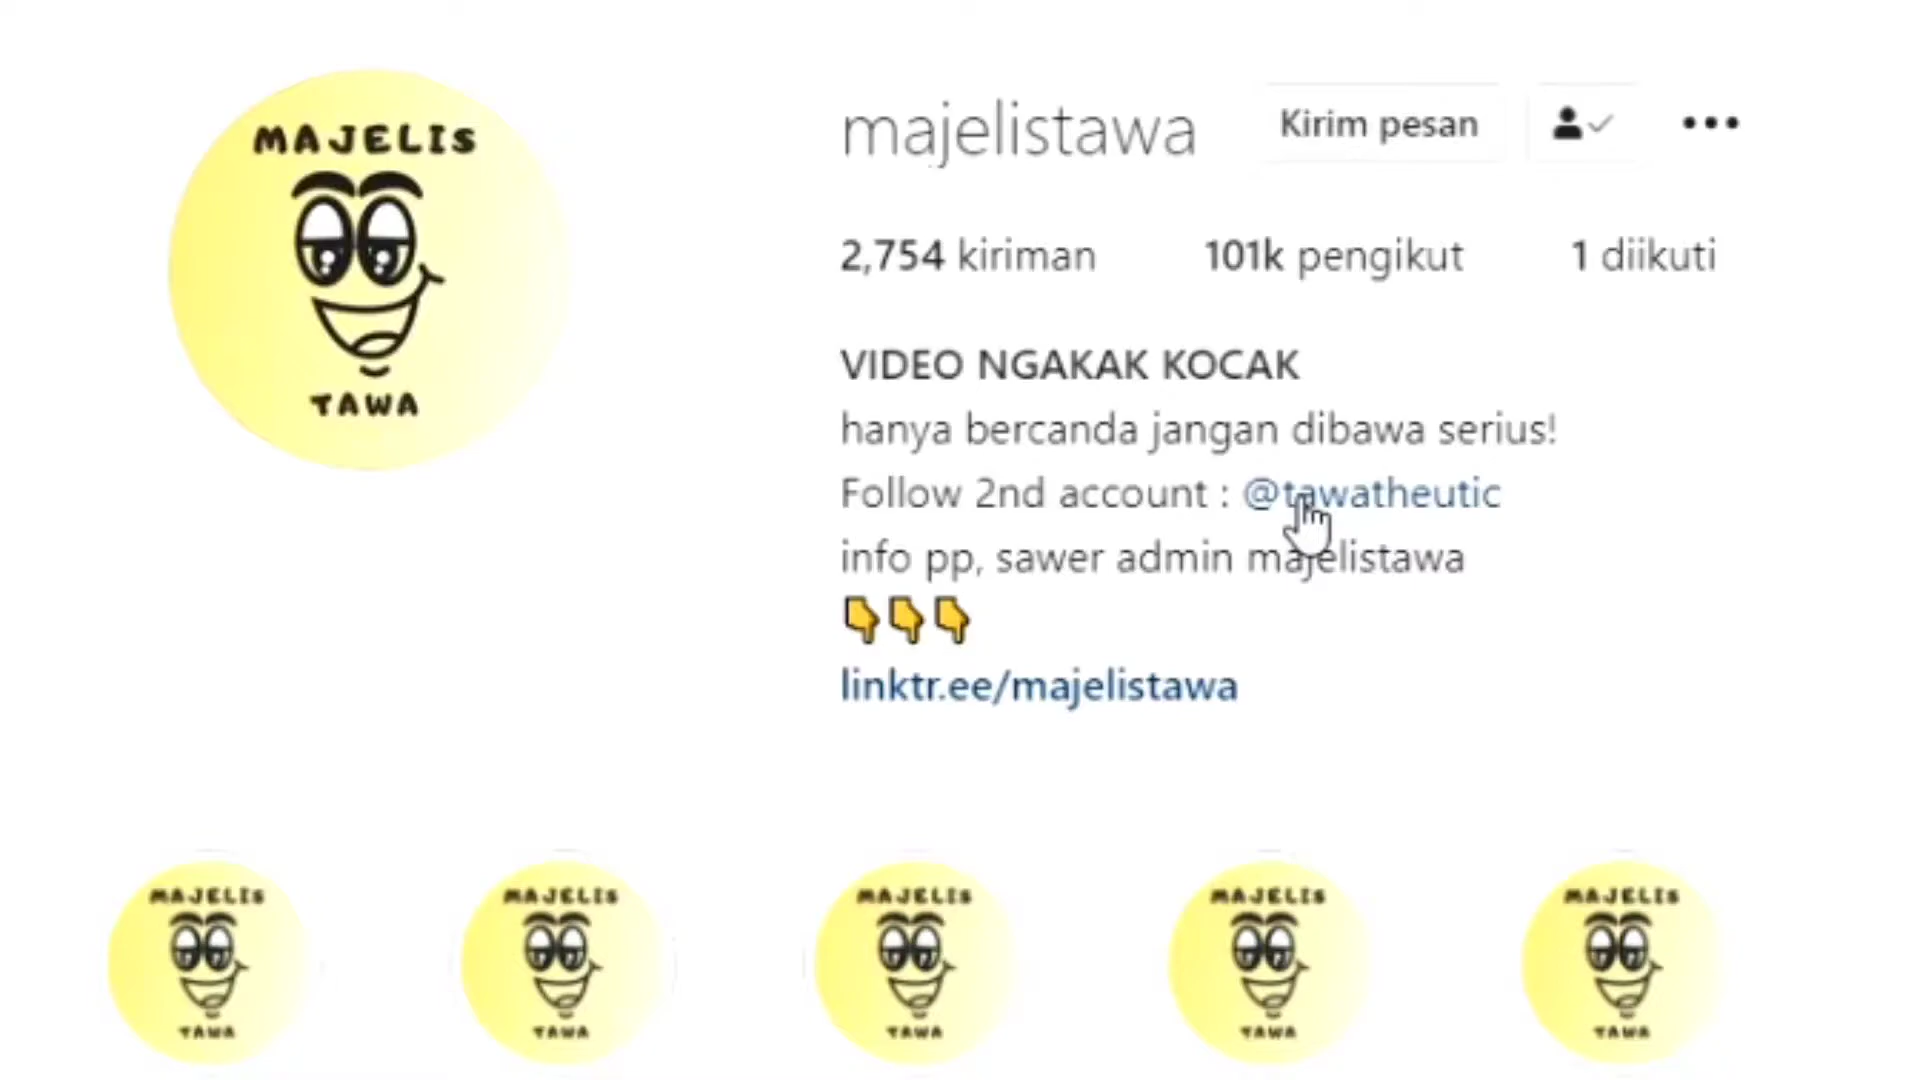 MAJELIS
TAWA
majelistawa
Kirim pesan
2,754 kiriman 101k pengikut 1 diikuti
VIDEO NGAKAK KOCAK
hanya bercanda jangan dibawa serius!
Follow 2nd account : @tawatheutic
info pp, sawer admin majelistawa
👇👇👇
linktr.ee/majelistawa
MAJELIS MAJELIS MAJELIS MAJELIS MAJELIS
TAWA TAWA TAWA TAWA TAWA